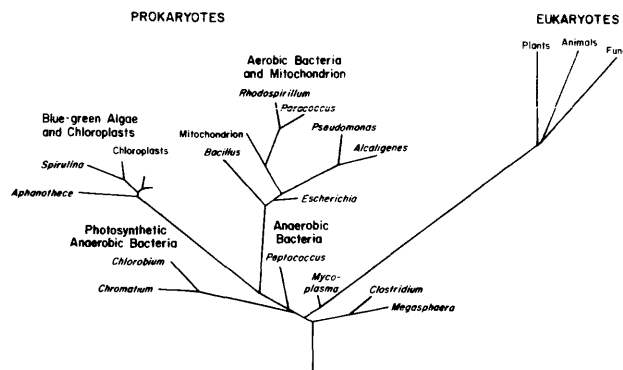 PROKARYOTES
EUKARYOTES
Plants
Animals
Fun
Aerobic Bacteria
and Mitochondrion
Rhodospirillum
Paracoccus
Blue-green Algae
and Chloroplasts
Chloroplasts
Mitochondrion
Pseudomonas
Bacillus
Alcaligenes
Spirulina
Aphanothece
Escherichia
Photosynthetic
Anaerobic Bacteria
Anaerobic
Bacteria
Chlorobium
Peptococcus
Chromatium
Myco-
plasma
Clostridium
Megasphaera